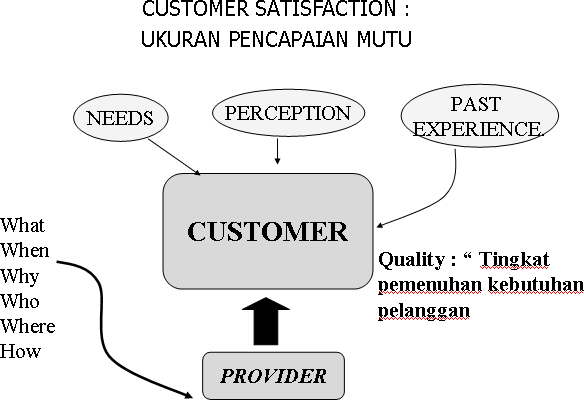 CUSTOMER SATISFACTION :
UKURAN PENCAPAIAN MUTU
NEEDS
PERCEPTION
PAST
EXPERIENCE.
CUSTOMER
What
When
Why
Who
Where
How
Quality : “ Tingkat
pemenuhan kebutuhan
pelanggan
PROVIDER